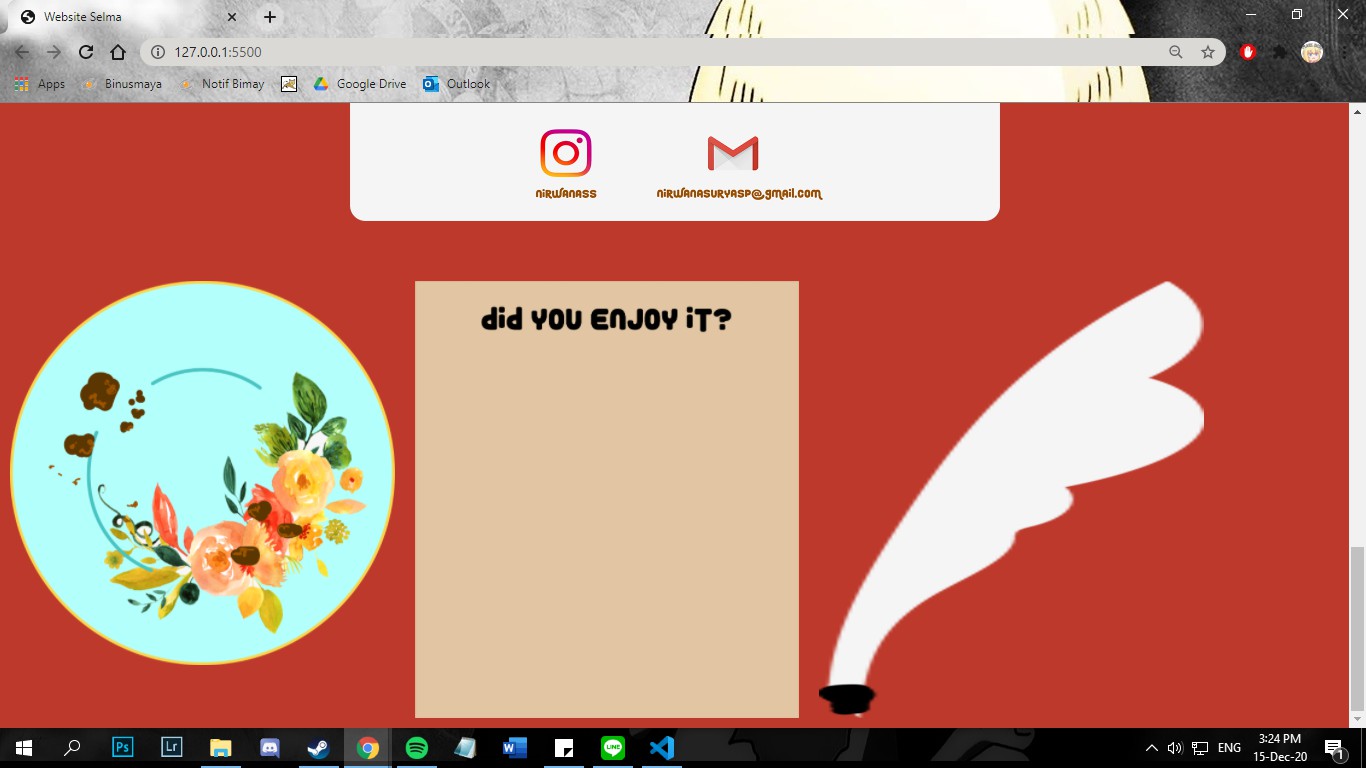 Website Selma
127.0.0.1:5500
Apps Binusmaya Notif Bimay Google Drive Outlook
nirwanass nirwanasuryasp@gmail.com
did you enjoy it?
Ps Lr W LINE ENG 3:24 PM
15-Dec-20 1